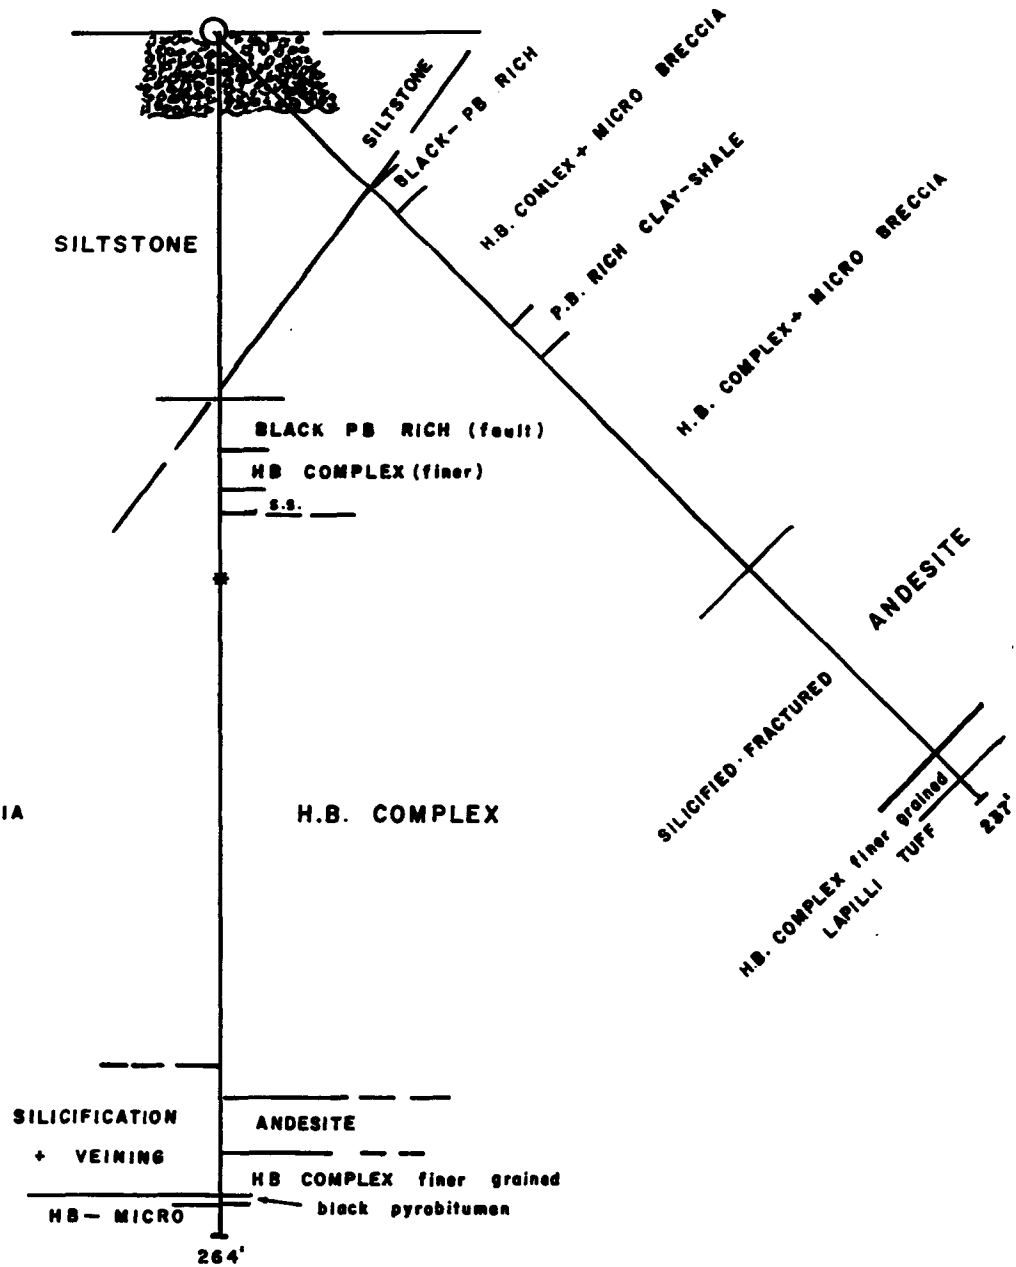 SILTSTONE
BLACK- PB RICH
H.B. COMLEX + MICRO BRECCIA
P.B. RICH CLAY-SHALE
H.B. COMPLEX + MICRO BRECCIA
SILTSTONE
BLACK PB RICH (fault)
HB COMPLEX (finer)
S.S.
*
ANDESITE
SILICIFIED · FRACTURED
H.B. COMPLEX finer grained
LAPILLI TUFF
237'
IA
H.B. COMPLEX
SILICIFICATION
+ VEINING
ANDESITE
HB COMPLEX finer grained
black pyrobitumen
HB - MICRO
264'